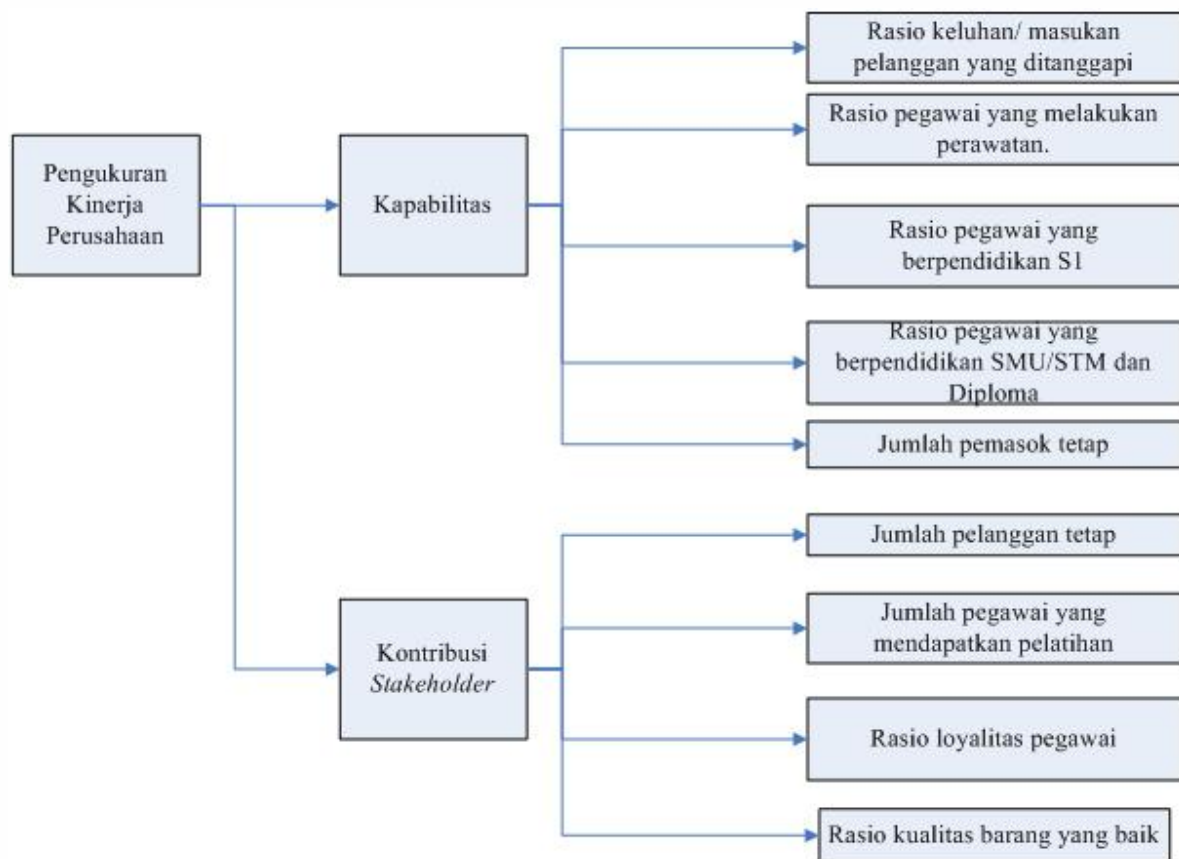 Pengukuran
Kinerja
Perusahaan
Kapabilitas
Rasio keluhan/ masukan
pelanggan yang ditanggapi
Rasio pegawai yang melakukan
perawatan.
Rasio pegawai yang
berpendidikan S1
Rasio pegawai yang
berpendidikan SMU/STM dan
Diploma
Jumlah pemasok tetap
Kontribusi
Stakeholder
Jumlah pelanggan tetap
Jumlah pegawai yang
mendapatkan pelatihan
Rasio loyalitas pegawai
Rasio kualitas barang yang baik